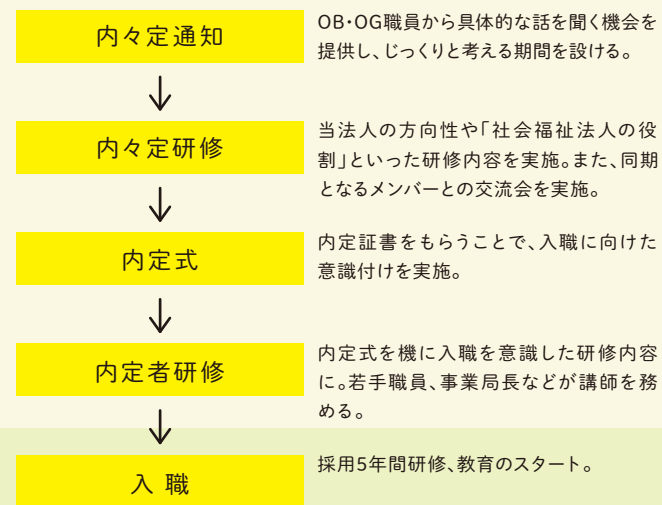 内々定通知
OB・OG職員から具体的な話を聞く機会を
提供し、じっくりと考える期間を設ける。
内々定研修
当法人の方向性や「社会福祉法人の役
割」といった研修内容を実施。また、同期
となるメンバーとの交流会を実施。
内定式
内定証書をもらうことで、入職に向けた
意識付けを実施。
内定者研修
内定式を機に入職を意識した研修内容
に。若手職員、事業局長などが講師を務
める。
入 職
採用5年間研修、教育のスタート。